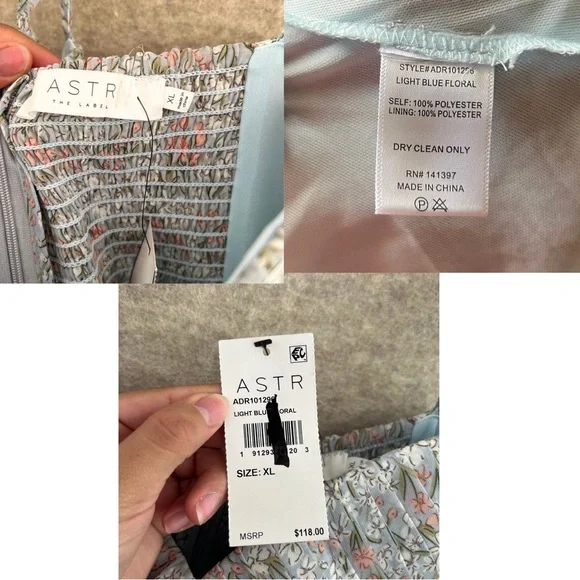 ASTR
THE LABEL
XL
STYLE# ADR101296
LIGHT BLUE FLORAL
SELF: 100% POLYESTER
LINING: 100% POLYESTER
DRY CLEAN ONLY
RN# 141397
MADE IN CHINA
P
ASTR
LIGHT BLUE FLORAL
SIZE: XL
MSRP $118.00